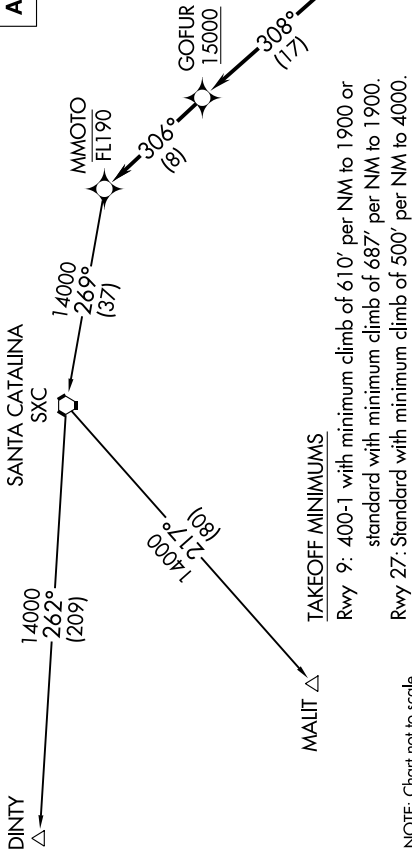 A
GOFUR
15000
308°
(17)
MMOTO
FL190
306°
(8)
14000
269°
(37)
SANTA CATALINA
SXC
14000
262°
(209)
14000
217°
(80)
DINTY
MALIT
TAKEOFF MINIMUMS
Rwy 9: 400-1 with minimum climb of 610' per NM to 1900 or
standard with minimum climb of 687' per NM to 1900.
Rwy 27: Standard with minimum climb of 500' per NM to 4000.
NOTE: Chart not to scale